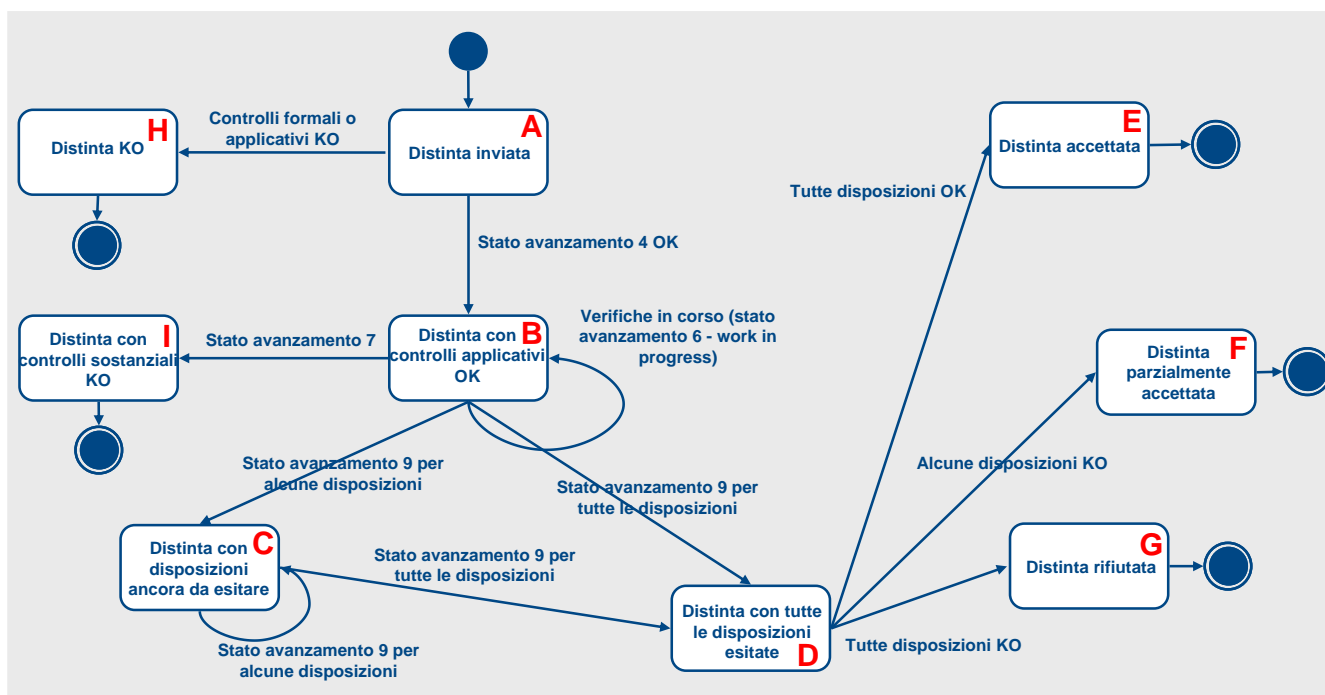 H
Distinta KO
Controlli formali o
applicativi KO
A
Distinta inviata
E
Distinta accettata
Tutte disposizioni OK
Stato avanzamento 4 OK
I
Distinta con
controlli sostanziali
KO
Stato avanzamento 7
B
Distinta con
controlli applicativi
OK
Verifiche in corso (stato
avanzamento 6 - work in
progress)
F
Distinta
parzialmente
accettata
Stato avanzamento 9 per
alcune disposizioni
Stato avanzamento 9 per
tutte le disposizioni
Alcune disposizioni KO
C
Distinta con
disposizioni
ancora da esitare
Stato avanzamento 9 per
tutte le disposizioni
G
Distinta rifiutata
Distinta con tutte
le disposizioni
esitate
D
Tutte disposizioni KO
Stato avanzamento 9 per
alcune disposizioni